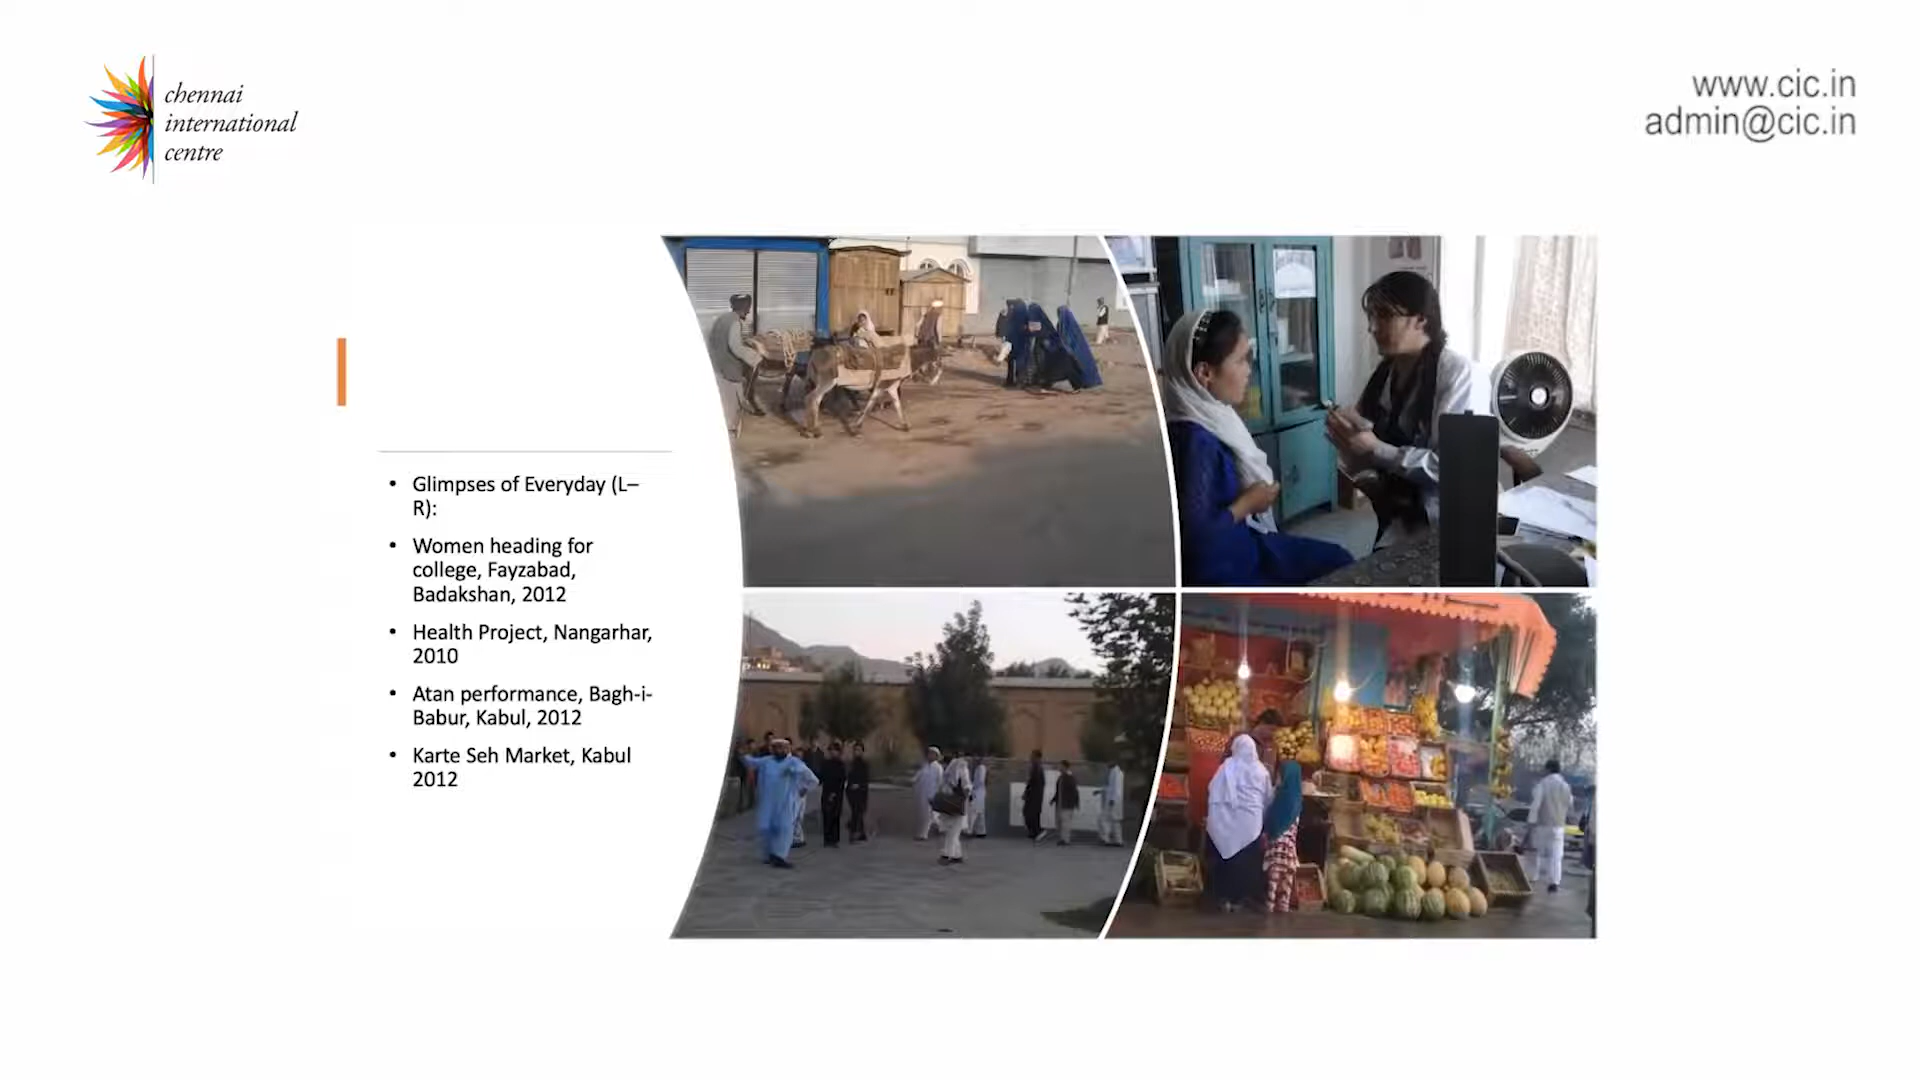 chennai
international
centre
www.cic.in
admin@cic.in
• Glimpses of Everyday (L–
R):
• Women heading for
college, Fayzabad,
Badakshan, 2012
• Health Project, Nangarhar,
2010
• Atan performance, Bagh-i-
Babur, Kabul, 2012
• Karte Seh Market, Kabul
2012